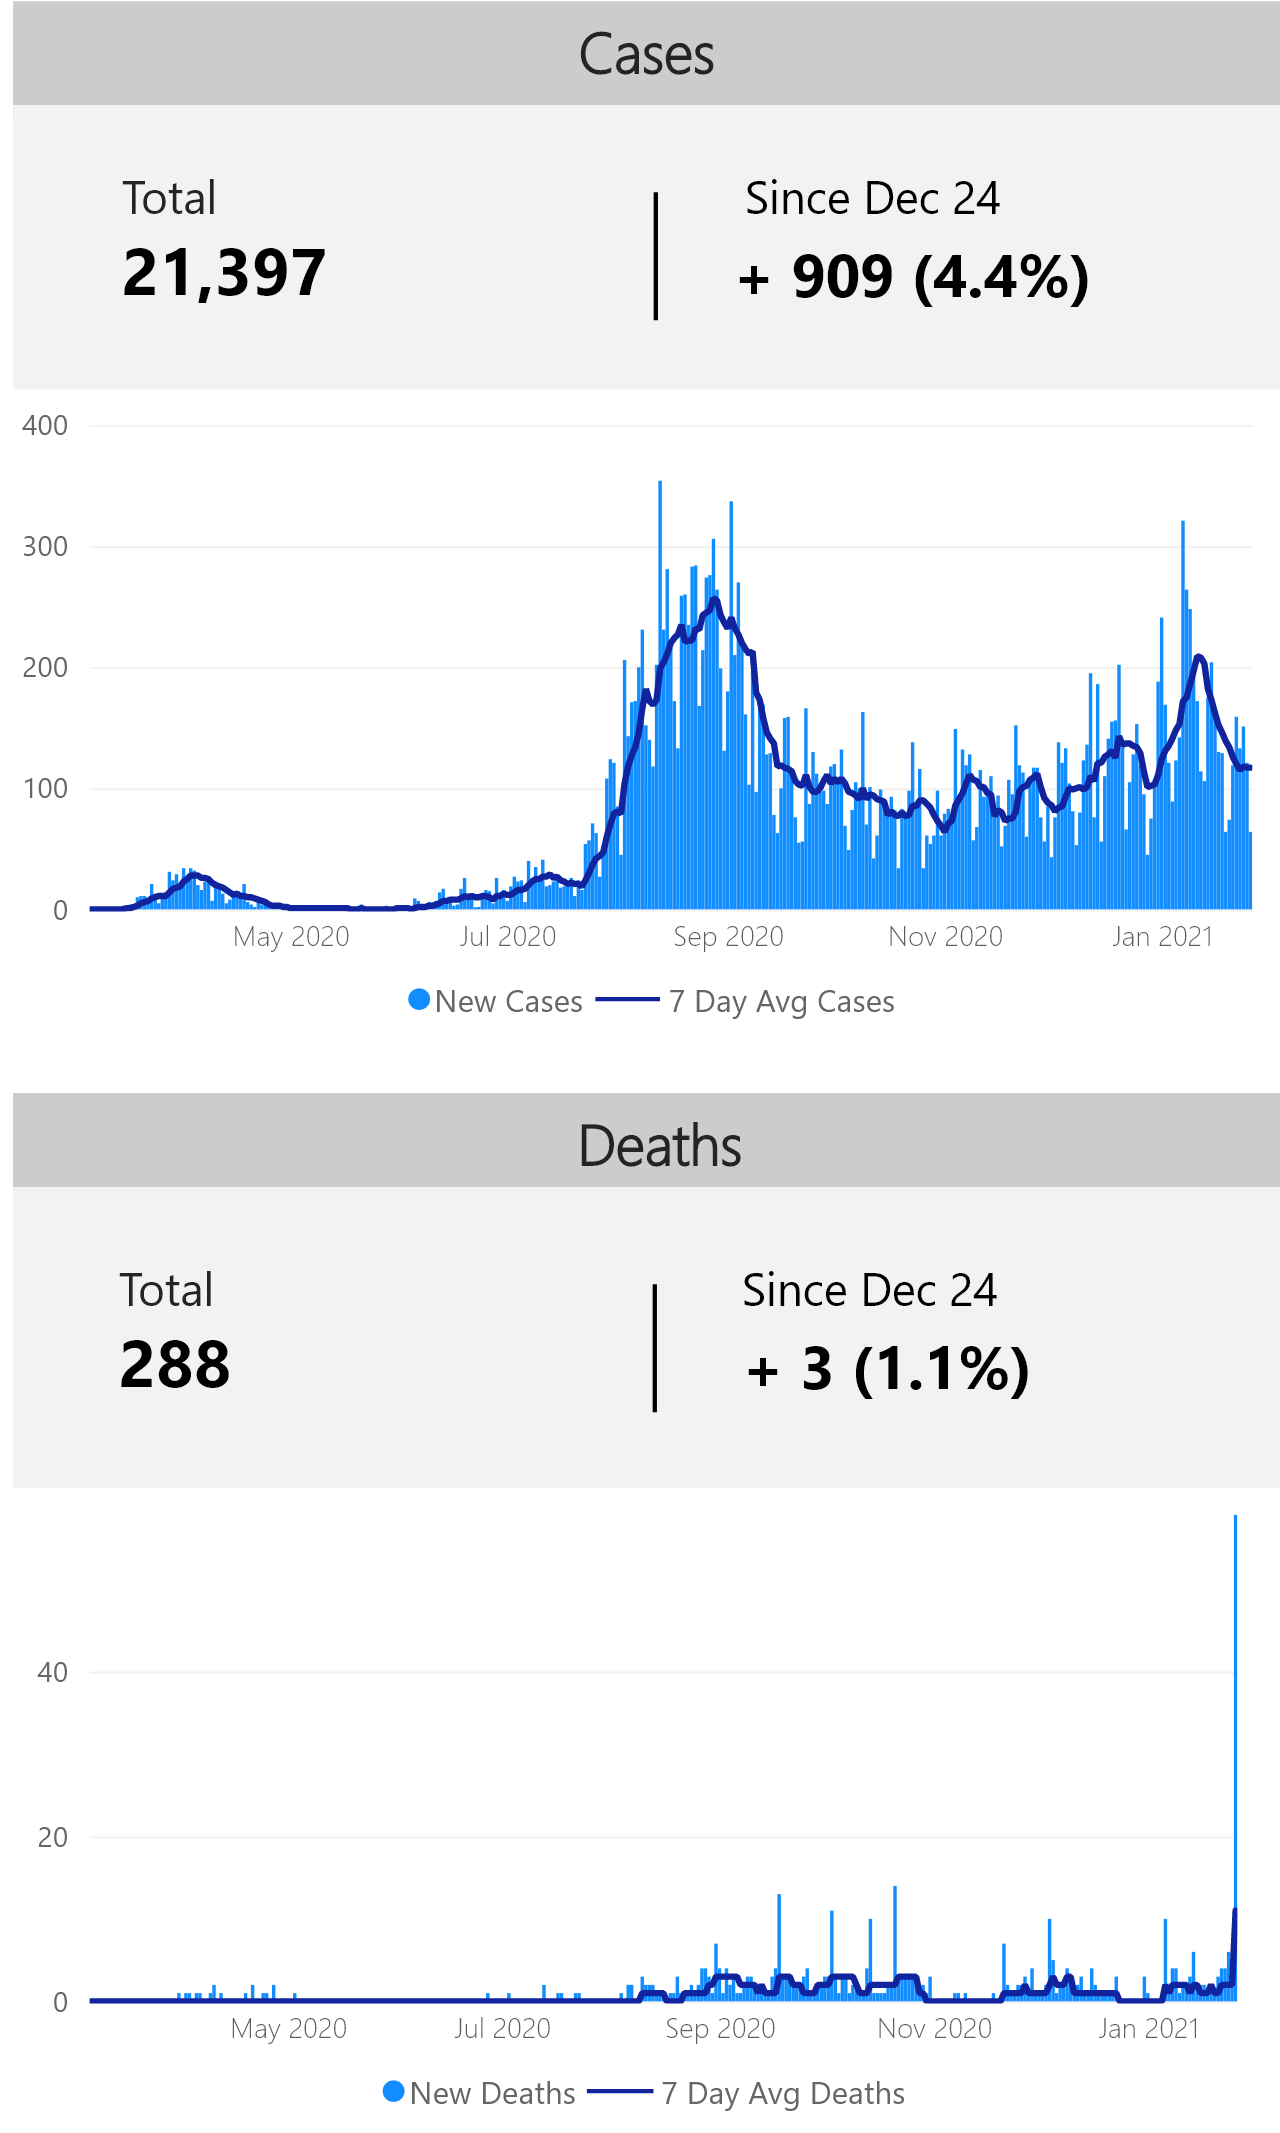 Cases
Total
Since Dec 24
21,397
+ 909 (4.4%)
400
300
200
100
0
May 2020
Jul 2020
Sep 2020
Nov 2020
Jan 2021
New Cases
7 Day Avg Cases
Deaths
Total
Since Dec 24
288
+ 3 (1.1%)
40
20
0
May 2020
Jul 2020
Sep 2020
Nov 2020
Jan 2021
New Deaths
7 Day Avg Deaths